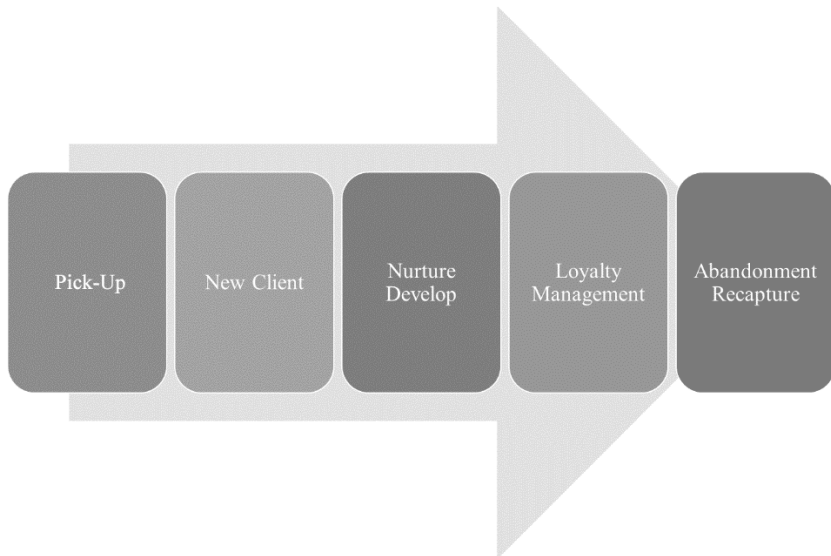 Pick-Up
New Client
Nurture
Develop
Loyalty
Management
Abandonment
Recapture